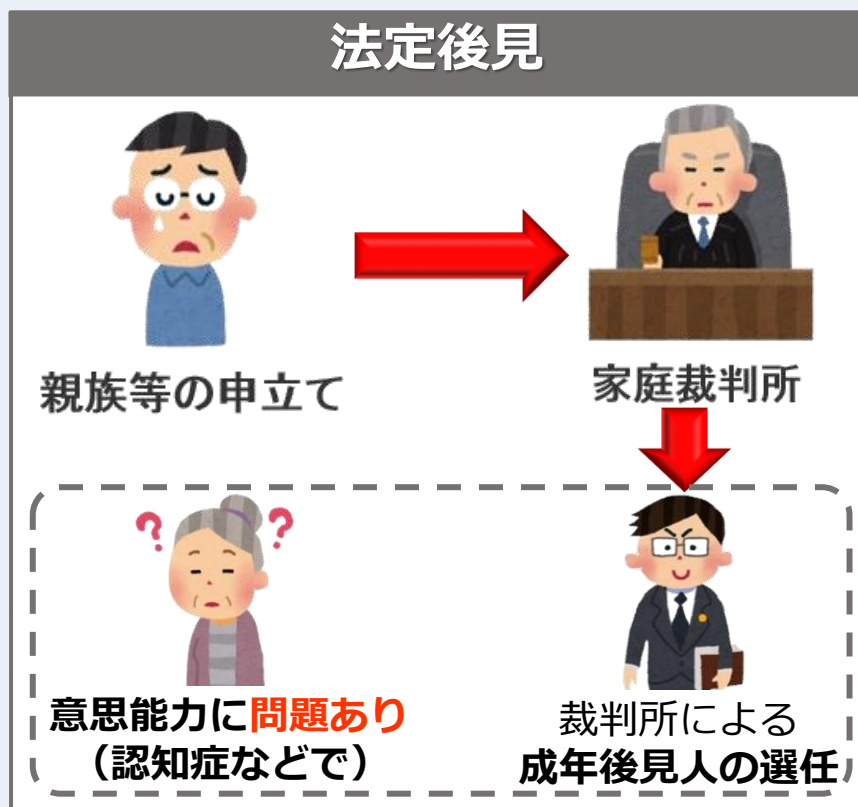 法定後見
親族等の申立て
家庭裁判所
? ?
意思能力に問題あり
（認知症などで）
裁判所による
成年後見人の選任